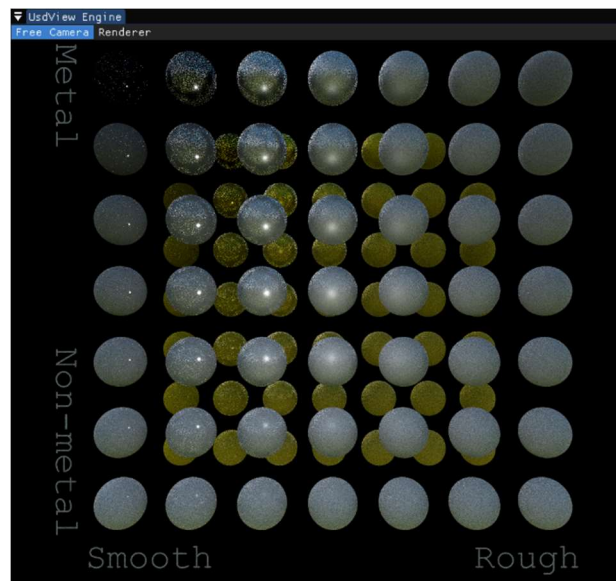 UsdView Engine
Free Camera Renderer
Metal
Non-metal
Smooth Rough